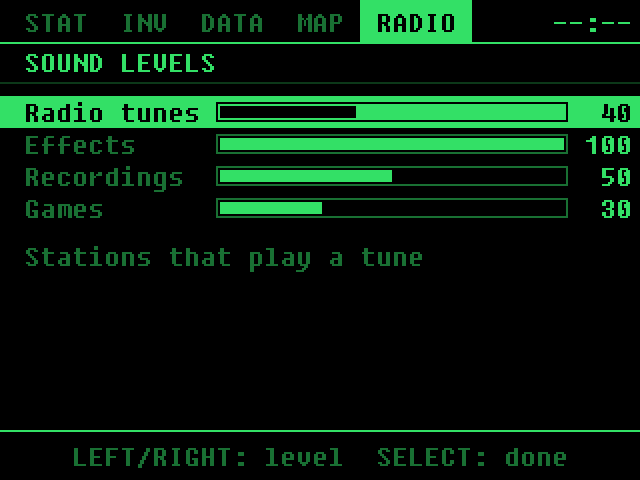 STAT INV DATA MAP RADIO --:--
SOUND LEVELS
Radio tunes 40
Effects 100
Recordings 50
Games 30
Stations that play a tune
LEFT/RIGHT: level SELECT: done